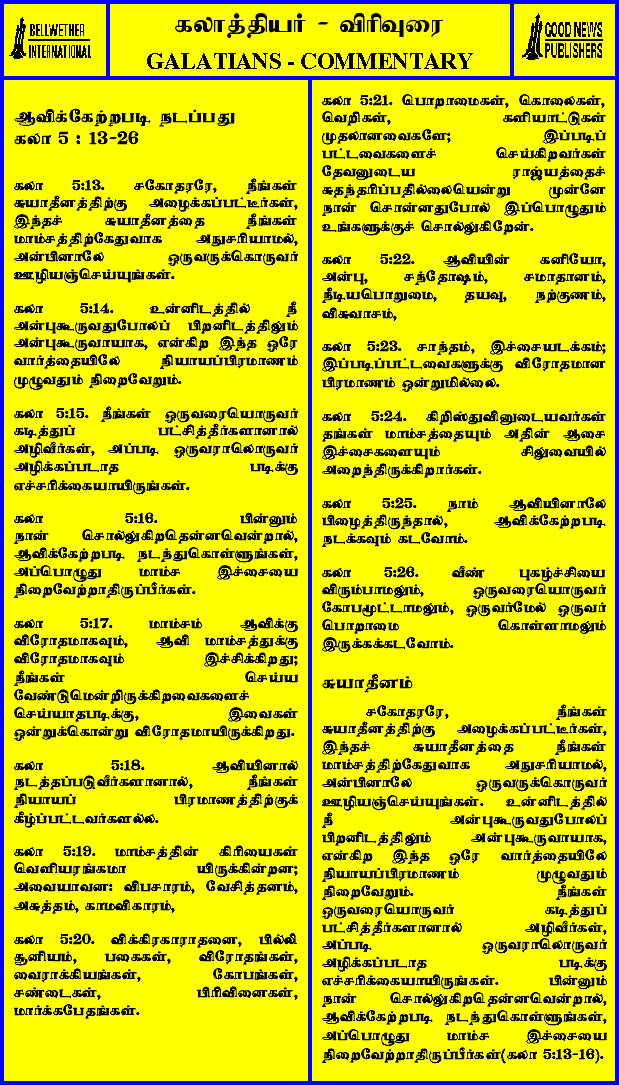 BELLWETHER
INTERNATIONAL
கலாத்தியர் - விரிவுரை
GALATIANS - COMMENTARY
GOOD NEWS
PUBLISHERS
ஆவிக்கேற்றபடி நடப்பது
கலா 5 : 13-26
கலா 5:13. சகோதரரே, நீங்கள்
சுயாதீனத்திற்கு அழைக்கப்பட்டீர்கள்,
இந்தச் சுயாதீனத்தை நீங்கள்
மாம்சத்திற்கேதுவாக அநுசரியாமல்,
அன்பினாலே ஒருவருக்கொருவர்
ஊழியஞ்செய்யுங்கள்.
கலா 5:14. உன்னிடத்தில் நீ
அன்புகூருவதுபோலப் பிறனிடத்திலும்
அன்புகூருவாயாக, என்கிற இந்த ஒரே
வார்த்தையிலே நியாயப்பிரமாணம்
முழுவதும் நிறைவேறும்.
கலா 5:15. நீங்கள் ஒருவரையொருவர்
கடித்துப் பட்சித்தீர்களானால்
அழிவீர்கள், அப்படி ஒருவராலொருவர்
அழிக்கப்படாத படிக்கு
எச்சரிக்கையாயிருங்கள்.
கலா 5:16. பின்னும்
நான் சொல்லுகிறதென்னவென்றால்,
ஆவிக்கேற்றபடி நடந்துகொள்ளுங்கள்,
அப்பொழுது மாம்ச இச்சையை
நிறைவேற்றாதிருப்பீர்கள்.
கலா 5:17. மாம்சம் ஆவிக்கு
விரோதமாகவும், ஆவி மாம்சத்துக்கு
விரோதமாகவும் இச்சிக்கிறது;
நீங்கள் செய்ய
வேண்டுமென்றிருக்கிறவைகளைச்
செய்யாதபடிக்கு, இவைகள்
ஒன்றுக்கொன்று விரோதமாயிருக்கிறது.
கலா 5:18. ஆவியினால்
நடத்தப்படுவீர்களானால், நீங்கள்
நியாயப் பிரமாணத்திற்குக்
கீழ்ப்பட்டவர்களல்ல.
கலா 5:19. மாம்சத்தின் கிரியைகள்
வெளியரங்கமா யிருக்கின்றன;
அவையாவன: விபசாரம், வேசித்தனம்,
அசுத்தம், காமவிகாரம்,
கலா 5:20. விக்கிரகாராதனை, பில்லி
சூனியம், பகைகள், விரோதங்கள்,
வைராக்கியங்கள், கோபங்கள்,
சண்டைகள், பிரிவினைகள்,
மார்க்கபேதங்கள்.
கலா 5:21. பொறாமைகள், கொலைகள்,
வெறிகள், களியாட்டுகள்
முதலானவைகளே; இப்படிப்
பட்டவைகளைச் செய்கிறவர்கள்
தேவனுடைய ராஜ்யத்தைச்
சுதந்தரிப்பதில்லையென்று முன்னே
நான் சொன்னதுபோல் இப்பொழுதும்
உங்களுக்குச் சொல்லுகிறேன்.
கலா 5:22. ஆவியின் கனியோ,
அன்பு, சந்தோஷம், சமாதானம்,
நீடியபொறுமை, தயவு, நற்குணம்,
விசுவாசம்,
கலா 5:23. சாந்தம், இச்சையடக்கம்;
இப்படிப்பட்டவைகளுக்கு விரோதமான
பிரமாணம் ஒன்றுமில்லை.
கலா 5:24. கிறிஸ்துவினுடையவர்கள்
தங்கள் மாம்சத்தையும் அதின் ஆசை
இச்சைகளையும் சிலுவையில்
அறைந்திருக்கிறார்கள்.
கலா 5:25. நாம் ஆவியினாலே
பிழைத்திருந்தால், ஆவிக்கேற்றபடி
நடக்கவும் கடவோம்.
கலா 5:26. வீண் புகழ்ச்சியை
விரும்பாமலும், ஒருவரையொருவர்
கோபமூட்டாமலும், ஒருவர்மேல் ஒருவர்
பொறாமை கொள்ளாமலும்
இருக்கக்கடவோம்.
சுயாதீனம்
சகோதரரே, நீங்கள்
சுயாதீனத்திற்கு அழைக்கப்பட்டீர்கள்,
இந்தச் சுயாதீனத்தை நீங்கள்
மாம்சத்திற்கேதுவாக அநுசரியாமல்,
அன்பினாலே ஒருவருக்கொருவர்
ஊழியஞ்செய்யுங்கள். உன்னிடத்தில்
நீ அன்புகூருவதுபோலப்
பிறனிடத்திலும் அன்புகூருவாயாக,
என்கிற இந்த ஒரே வார்த்தையிலே
நியாயப்பிரமாணம் முழுவதும்
நிறைவேறும். நீங்கள்
ஒருவரையொருவர் கடித்துப்
பட்சித்தீர்களானால் அழிவீர்கள்,
அப்படி ஒருவராலொருவர்
அழிக்கப்படாத படிக்கு
எச்சரிக்கையாயிருங்கள். பின்னும்
நான் சொல்லுகிறதென்னவென்றால்,
ஆவிக்கேற்றபடி நடந்துகொள்ளுங்கள்,
அப்பொழுது மாம்ச இச்சையை
நிறைவேற்றாதிருப்பீர்கள்(கலா 5:13-16).